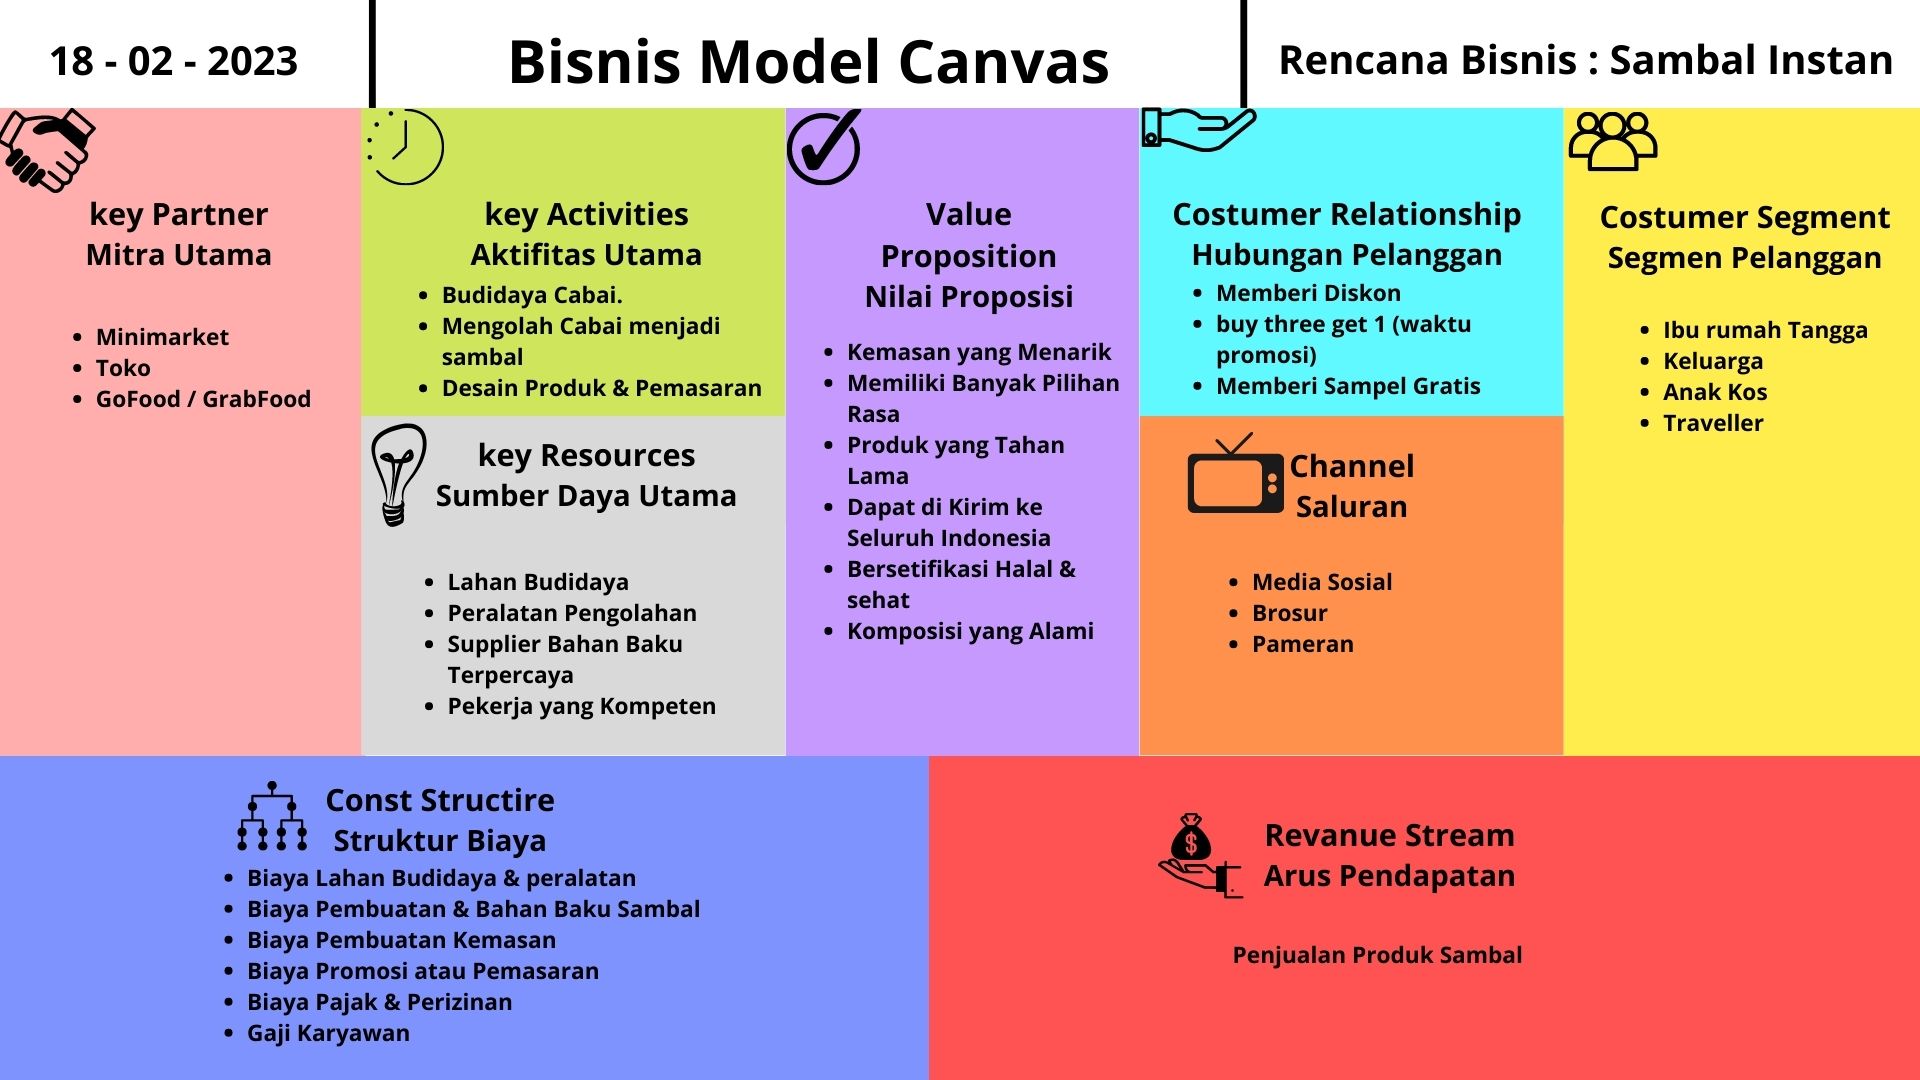 18 - 02 - 2023
Bisnis Model Canvas
Rencana Bisnis : Sambal Instan
key Partner
Mitra Utama
• Minimarket
• Toko
• GoFood / GrabFood
key Activities
Aktifitas Utama
• Budidaya Cabai.
• Mengolah Cabai menjadi
sambal
• Desain Produk & Pemasaran
key Resources
Sumber Daya Utama
• Lahan Budidaya
• Peralatan Pengolahan
• Supplier Bahan Baku
Terpercaya
• Pekerja yang Kompeten
Value
Proposition
Nilai Proposisi
• Kemasan yang Menarik
• Memiliki Banyak Pilihan
Rasa
• Produk yang Tahan
Lama
• Dapat di Kirim ke
Seluruh Indonesia
• Bersetifikasi Halal &
sehat
• Komposisi yang Alami
Costumer Relationship
Hubungan Pelanggan
• Memberi Diskon
• buy three get 1 (waktu
promosi)
• Memberi Sampel Gratis
Channel
Saluran
• Media Sosial
• Brosur
• Pameran
Costumer Segment
Segmen Pelanggan
• Ibu rumah Tangga
• Keluarga
• Anak Kos
• Traveller
Const Structire
Struktur Biaya
• Biaya Lahan Budidaya & peralatan
• Biaya Pembuatan & Bahan Baku Sambal
• Biaya Pembuatan Kemasan
• Biaya Promosi atau Pemasaran
• Biaya Pajak & Perizinan
• Gaji Karyawan
$
Revanue Stream
Arus Pendapatan
Penjualan Produk Sambal